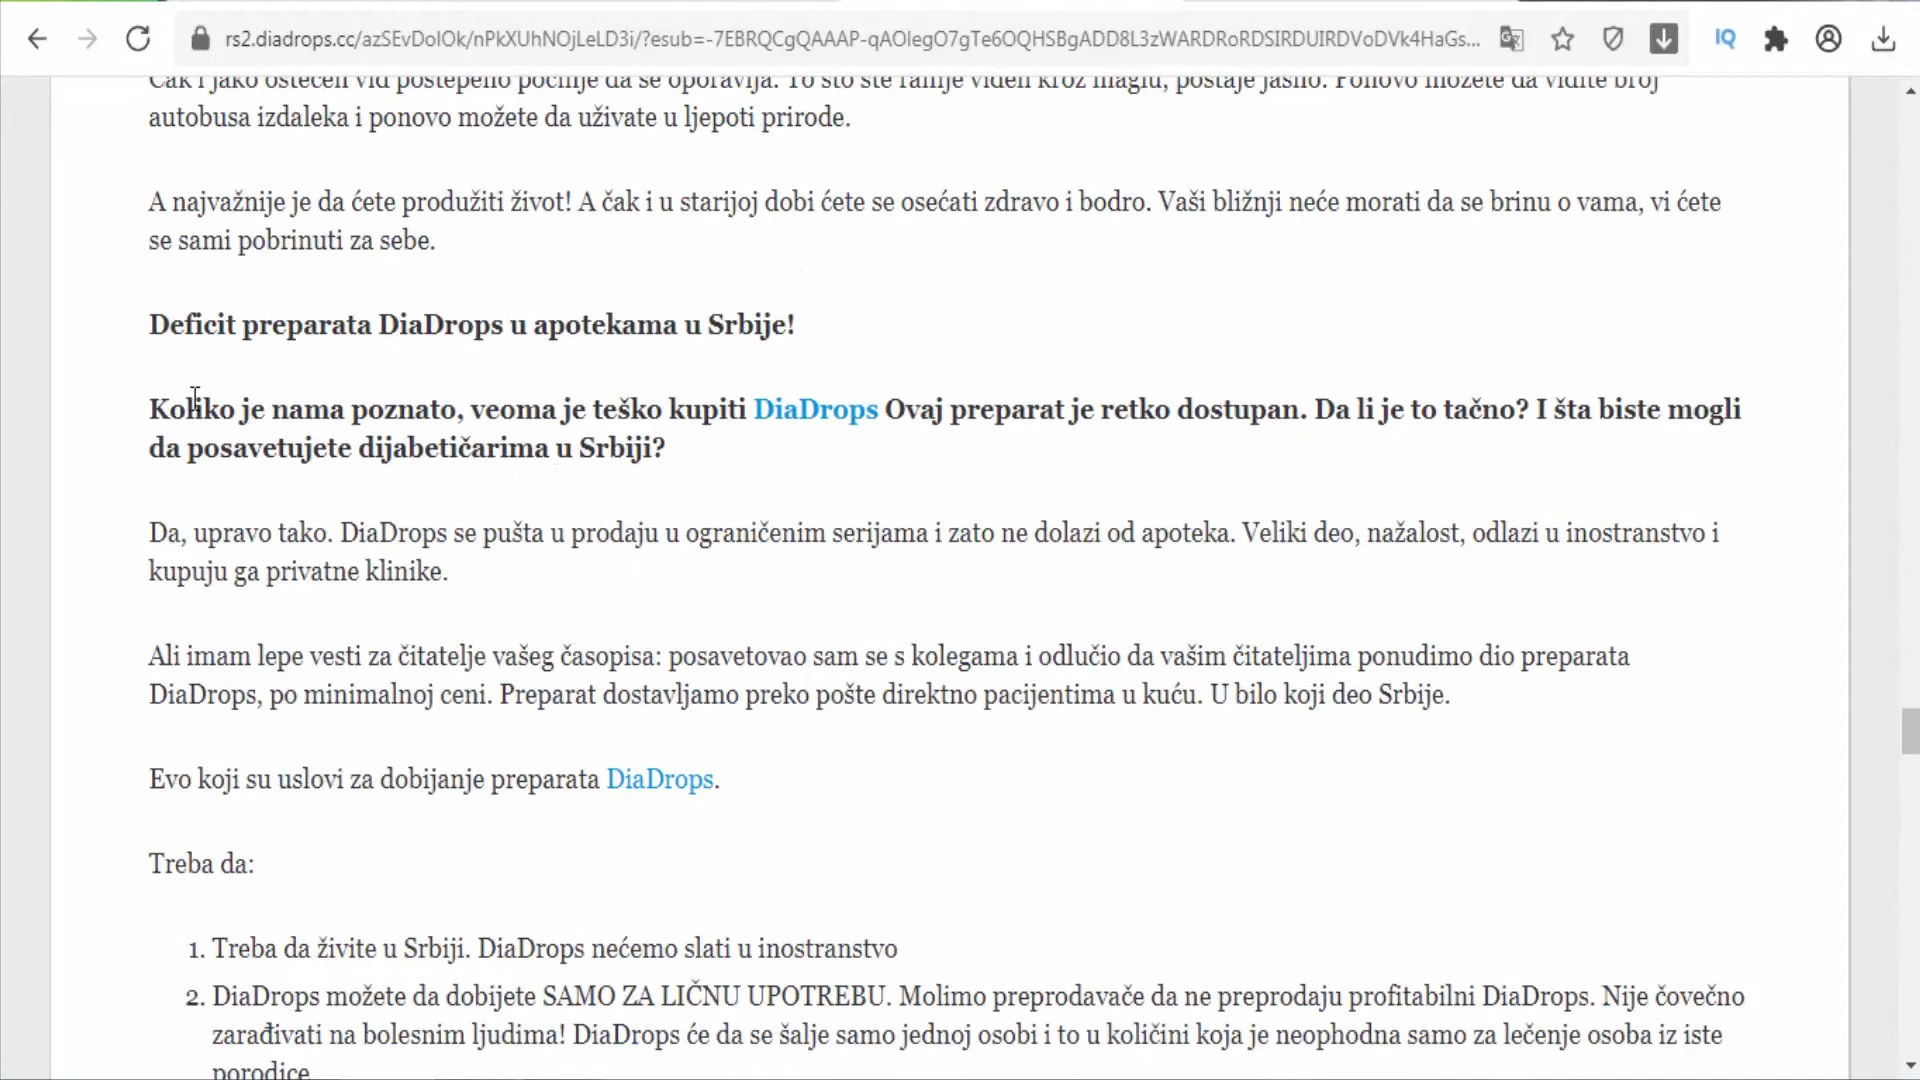 rs2.diadrops.cc/azSEvDolOk/nPkXUhNOjLeLD3i/?esub=-7EBRQCgQAAAP-qAOlegO7gTe6OQHSBgADD8L3zWARDRoRDSIRDUIRDVoDVk4HaGs...
IQ
Čak i jako oštećen vid postepeno počinje da se oporavlja. To što ste ranije viđeli kroz maglu, postaje jasno. Ponovo možete da vidite broj
autobusa izdaleka i ponovo možete da uživate u ljepoti prirode.
A najvažnije je da ćete produžiti život! A čak i u starijoj dobi ćete se osećati zdravo i bodro. Vaši bližnji neće morati da se brinu o vama, vi ćete
se sami pobrinuti za sebe.
Deficit preparata DiaDrops u apotekama u Srbije!
Koliko je nama poznato, veoma je teško kupiti DiaDrops Ovaj preparat je retko dostupan. Da li je to tačno? I šta biste mogli
da posavetujete dijabetičarima u Srbiji?
Da, upravo tako. DiaDrops se pušta u prodaju u ograničenim serijama i zato ne dolazi od apoteka. Veliki deo, nažalost, odlazi u inostranstvo i
kupuju ga privatne klinike.
Ali imam lepe vesti za čitatelje vašeg časopisa: posavetovao sam se s kolegama i odlučio da vašim čitateljima ponudimo dio preparata
DiaDrops, po minimalnoj ceni. Preparat dostavljamo preko pošte direktno pacijentima u kuću. U bilo koji deo Srbije.
Evo koji su uslovi za dobijanje preparata DiaDrops.
Treba da:
1. Treba da živite u Srbiji. DiaDrops nećemo slati u inostranstvo
2. DiaDrops možete da dobijete SAMO ZA LIČNU UPOTREBU. Molimo preprodavače da ne preprodaju profitabilni DiaDrops. Nije čovečno
zarađivati na bolesnim ljudima! DiaDrops će da se šalje samo jednoj osobi i to u količini koja je neophodna samo za lečenje osoba iz iste
porodice